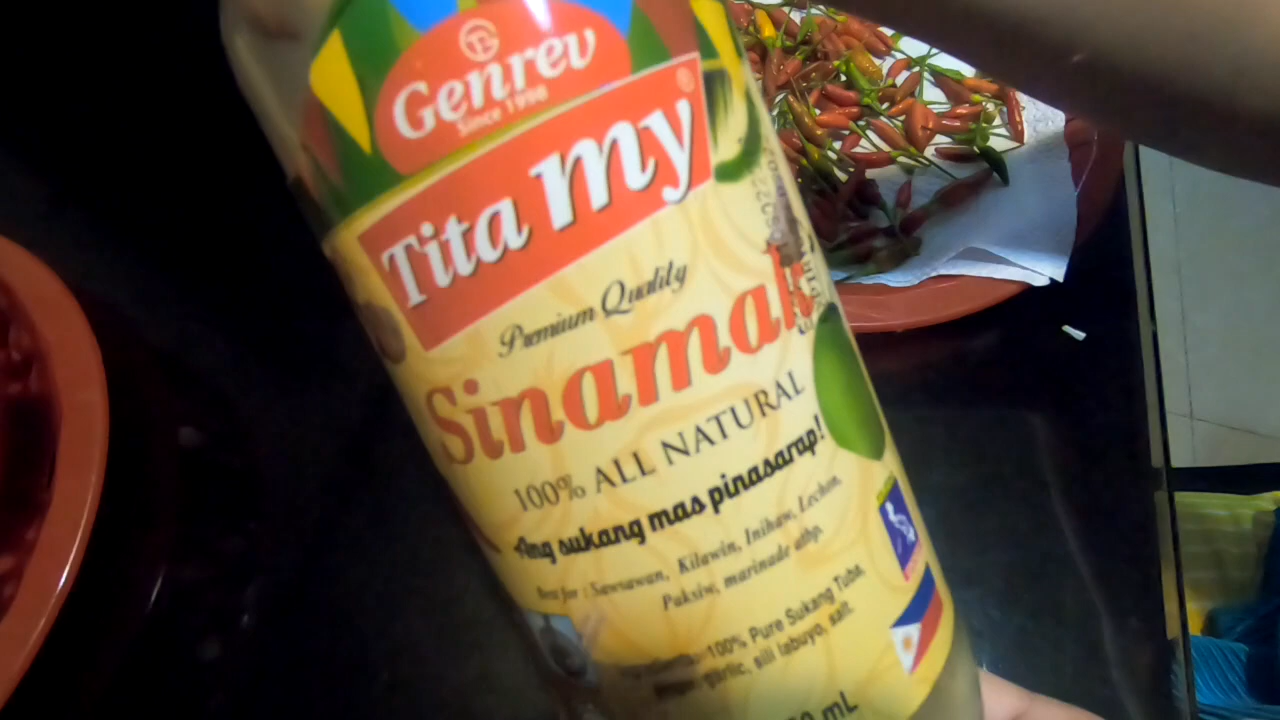 Genrev
Since 1998
Tita my®
Premium Quality
Sinamak
100% ALL NATURAL
Ang sukang mas pinasarap!
Best for : Sawsawan, Kilawin, Inihaw, Lechon,
Paksiw, marinade atbp.
100% Pure Sukang Tuba,
garlic, sili labuyo, salt.
mL